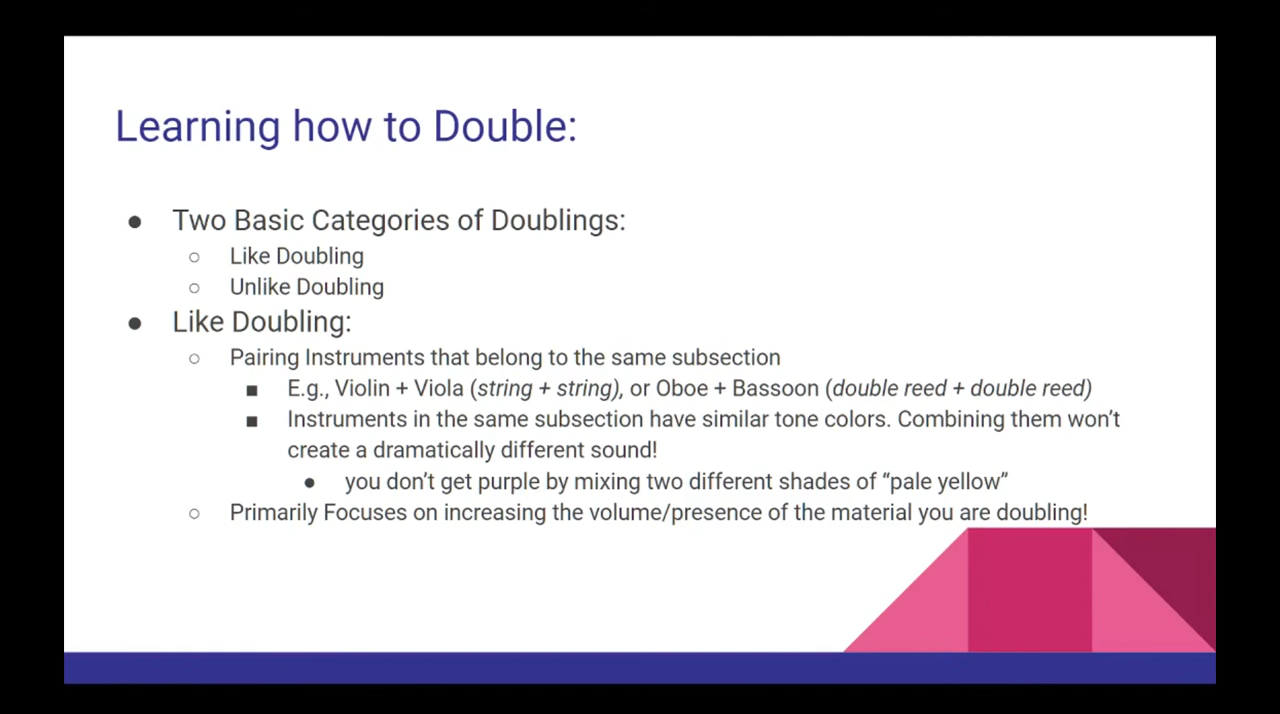 Learning how to Double:
● Two Basic Categories of Doublings:
○ Like Doubling
○ Unlike Doubling
● Like Doubling:
○ Pairing Instruments that belong to the same subsection
■ E.g., Violin + Viola (string + string), or Oboe + Bassoon (double reed + double reed)
■ Instruments in the same subsection have similar tone colors. Combining them won’t
create a dramatically different sound!
● you don’t get purple by mixing two different shades of “pale yellow”
○ Primarily Focuses on increasing the volume/presence of the material you are doubling!